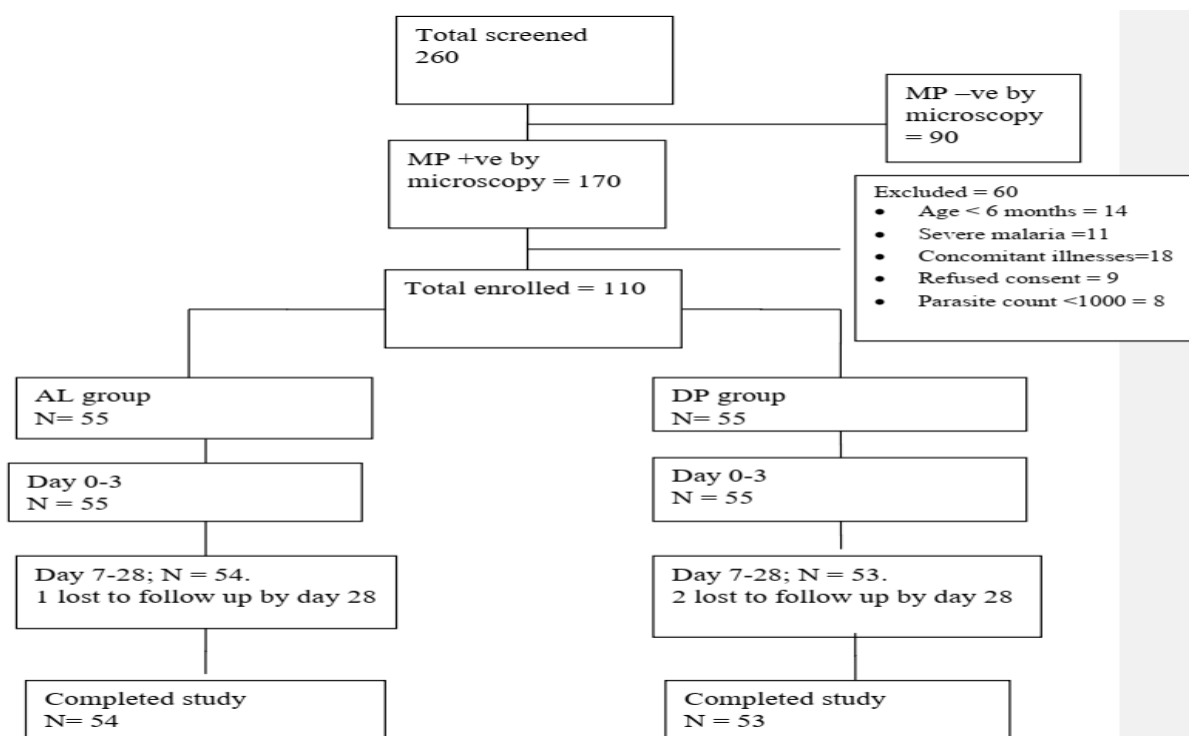 Total screened
260
MP –ve by
microscopy
= 90
MP +ve by
microscopy = 170
Excluded = 60
• Age < 6 months = 14
• Severe malaria =11
• Concomitant illnesses=18
• Refused consent = 9
• Parasite count <1000 = 8
Total enrolled = 110
AL group
N= 55
DP group
N= 55
Day 0-3
N = 55
Day 0-3
N = 55
Day 7-28; N = 54.
1 lost to follow up by day 28
Day 7-28; N = 53.
2 lost to follow up by day 28
Completed study
N= 54
Completed study
N = 53